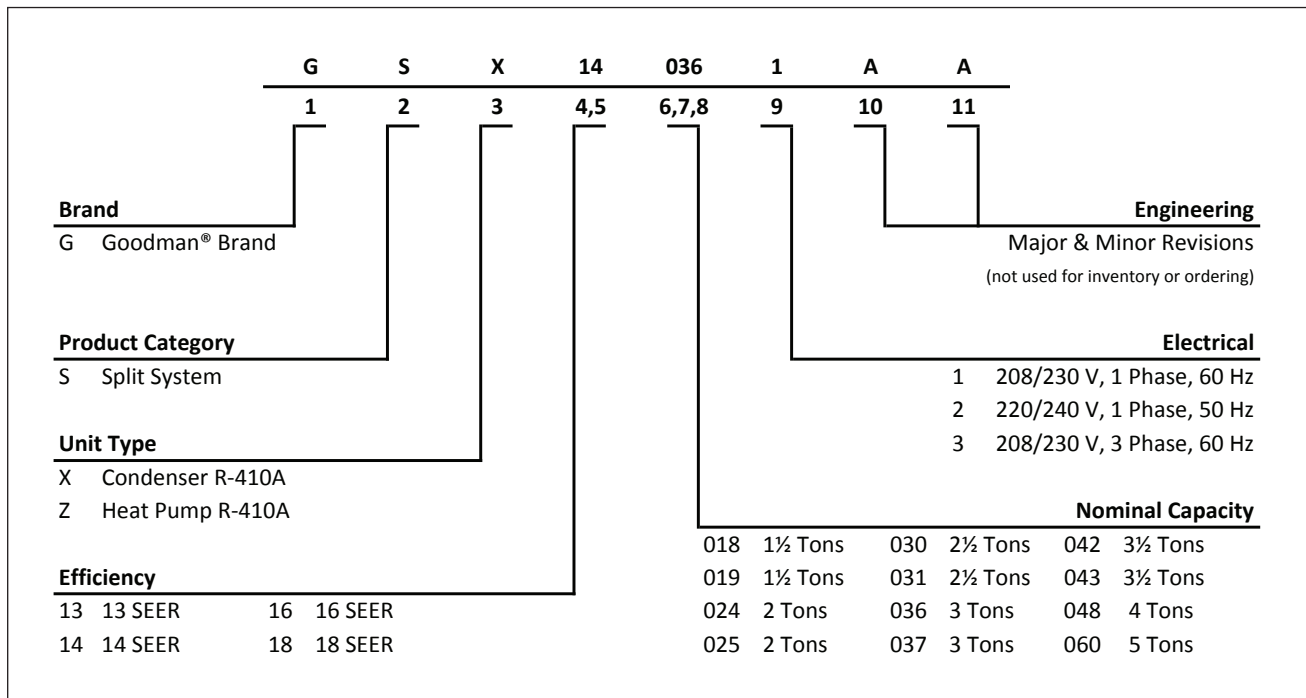 G S X 14 036 1 A A
1 2 3 4,5 6,7,8 9 10 11
Brand
G Goodman® Brand
Product Category
S Split System
Unit Type
X Condenser R-410A
Z Heat Pump R-410A
Efficiency
13 13 SEER 16 16 SEER
14 14 SEER 18 18 SEER
Engineering
Major & Minor Revisions
(not used for inventory or ordering)
Electrical
1 208/230 V, 1 Phase, 60 Hz
2 220/240 V, 1 Phase, 50 Hz
3 208/230 V, 3 Phase, 60 Hz
Nominal Capacity
018 1½ Tons 030 2½ Tons 042 3½ Tons
019 1½ Tons 031 2½ Tons 043 3½ Tons
024 2 Tons 036 3 Tons 048 4 Tons
025 2 Tons 037 3 Tons 060 5 Tons